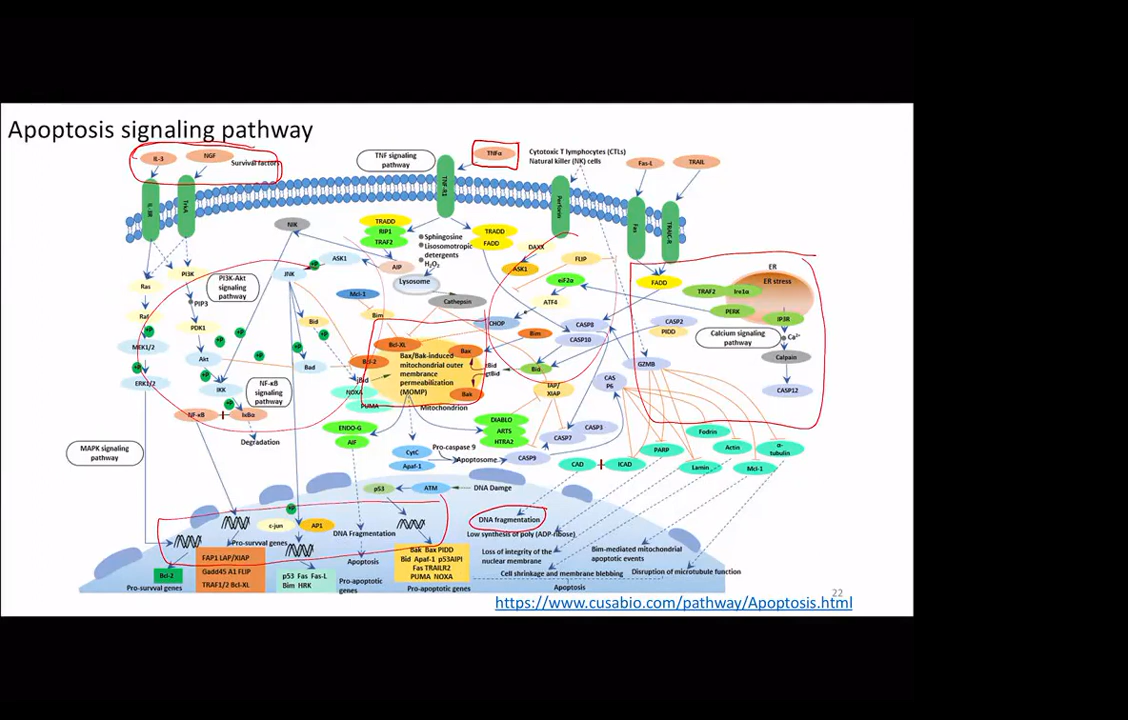 Apoptosis signaling pathway
IL-3
NGF
Survival factors
TNF signaling
pathway
TNFα
Cytotoxic T lymphocytes (CTLs)
Natural killer (NK) cells
Fas-L
TRAIL
IL-3R
TrkA
TNF-R1
Perforin
Fas
TRAIL-R
NIK
TRADD
RIP1
TRAF2
Sphingosine
Lisosomotropic
detergents
H₂O₂
TRADD
FADD
DAXX
ASK1
FLIP
ER
ER stress
Ras
PI3K
PI3K-Akt
signaling
pathway
JNK
+P
ASK1
AIP
Lysosome
eiF2α
FADD
TRAF2
Ire1α
PERK
IP3R
PIP3
Mcl-1
Cathepsin
ATF4
Raf
PDK1
Bim
CHOP
CASP8
CASP10
CASP2
PIDD
Calcium signaling
pathway
Ca²⁺
Calpain
CASP12
MEK1/2
ERK1/2
Akt
IKK
Bid
Bad
Bcl-2
Bcl-XL
Bax
Bim
Bax/Bak-induced
mitochondrial outer
membrane
permeabilization
(MOMP)
tBid
gtBid
Bid
Bak
GZMB
CAS
P6
IAP/
XIAP
NF-κB
signaling
pathway
NF-κB
IκBα
Degradation
NOXA
PUMA
Mitochondrion
MAPK signaling
pathway
ENDO-G
AIF
DIABLO
ARTS
HTRA2
CASP7
CASP3
CytC
Apaf-1
Pro-caspase 9
Apoptosome
CASP9
CAD
ICAD
PARP
Fodrin
Lamin
Actin
Mcl-1
α-
tubulin
p53
ATM
DNA Damge
c-jun
+P
AP1
DNA Fragmentation
DNA fragmentation
Low synthesis of poly (ADP-ribose)
Pro-survival genes
Bcl-2
Pro-survval genes
FAP1 LAP/XIAP
Gadd45 A1 FLIP
TRAF1/2 Bcl-XL
p53 Fas Fas-L
Bim HRK
Apoptosis
Pro-apoptotic
genes
Bak Bax PIDD
Bid Apaf-1 p53AIPI
Fas TRAILR2
PUMA NOXA
Pro-apoptotic genes
Loss of integrity of the
nuclear membrane
Bim-mediated mitochondrial
apoptotic events
Cell shrinkage and membrane blebbing
Disruption of microtubule function
Apoptosis
22
https://www.cusabio.com/pathway/Apoptosis.html